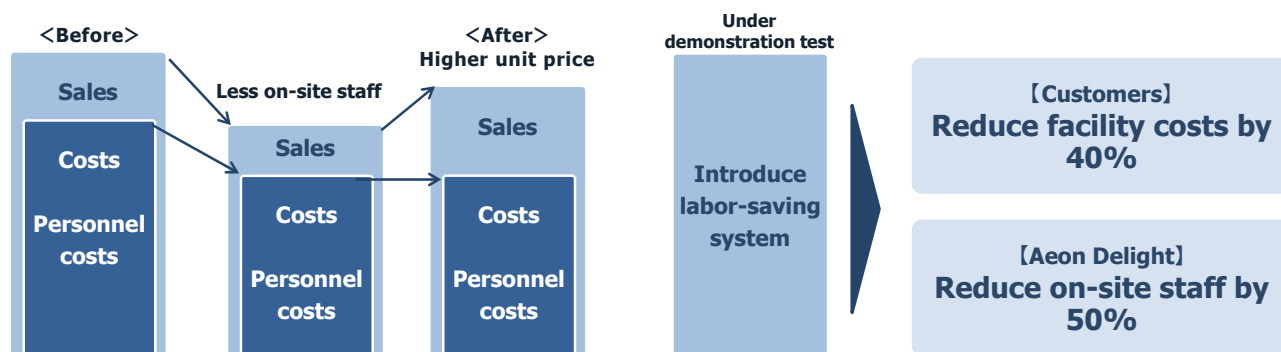 <Before>
Sales
Costs
Personnel
costs
Less on-site staff
Sales
Costs
Personnel
costs
<After>
Higher unit price
Sales
Costs
Personnel
costs
Under
demonstration test
Introduce
labor-saving
system
【Customers】
Reduce facility costs by
40%
【Aeon Delight】
Reduce on-site staff by
50%